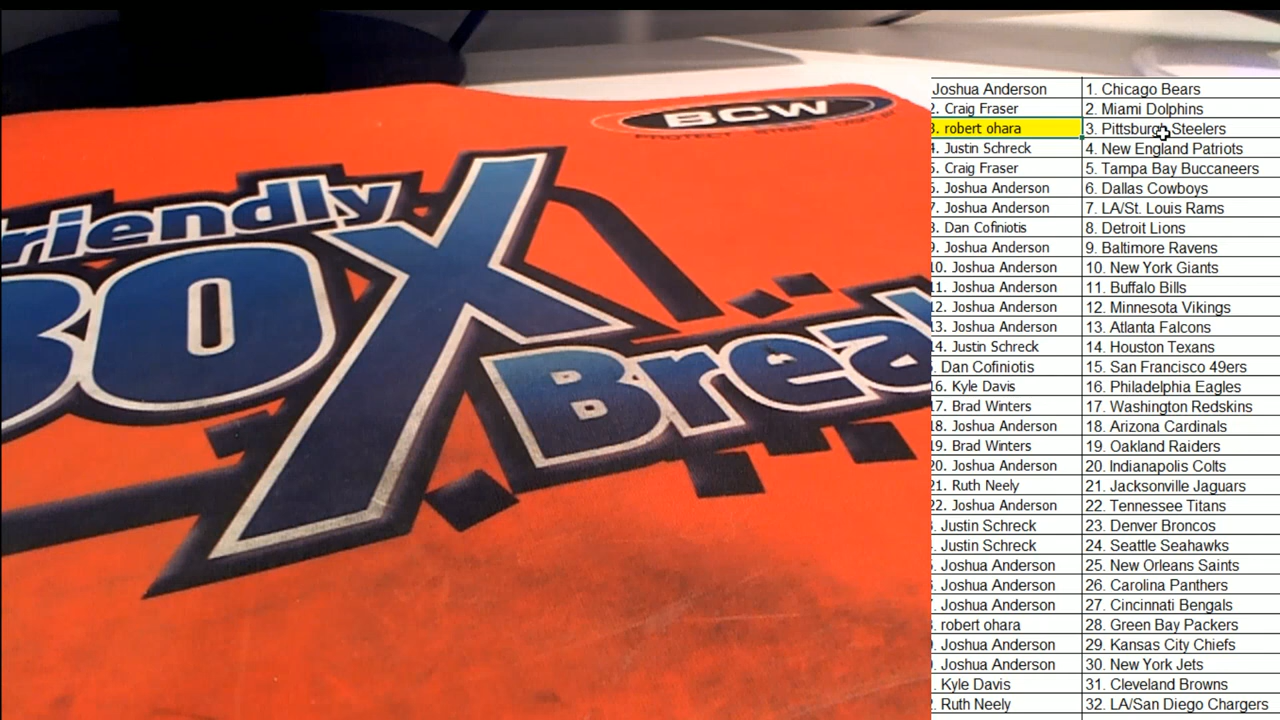 riendly
BOX
Brea
BCW
PROTECT STORE
Joshua Anderson 1. Chicago Bears
2. Craig Fraser 2. Miami Dolphins
3. robert ohara 3. Pittsburgh Steelers
4. Justin Schreck 4. New England Patriots
5. Craig Fraser 5. Tampa Bay Buccaneers
6. Joshua Anderson 6. Dallas Cowboys
7. Joshua Anderson 7. LA/St. Louis Rams
8. Dan Cofiniotis 8. Detroit Lions
9. Joshua Anderson 9. Baltimore Ravens
10. Joshua Anderson 10. New York Giants
11. Joshua Anderson 11. Buffalo Bills
12. Joshua Anderson 12. Minnesota Vikings
13. Joshua Anderson 13. Atlanta Falcons
14. Justin Schreck 14. Houston Texans
. Dan Cofiniotis 15. San Francisco 49ers
16. Kyle Davis 16. Philadelphia Eagles
17. Brad Winters 17. Washington Redskins
18. Joshua Anderson 18. Arizona Cardinals
19. Brad Winters 19. Oakland Raiders
20. Joshua Anderson 20. Indianapolis Colts
21. Ruth Neely 21. Jacksonville Jaguars
22. Joshua Anderson 22. Tennessee Titans
. Justin Schreck 23. Denver Broncos
. Justin Schreck 24. Seattle Seahawks
. Joshua Anderson 25. New Orleans Saints
. Joshua Anderson 26. Carolina Panthers
. Joshua Anderson 27. Cincinnati Bengals
. robert ohara 28. Green Bay Packers
. Joshua Anderson 29. Kansas City Chiefs
. Joshua Anderson 30. New York Jets
. Kyle Davis 31. Cleveland Browns
. Ruth Neely 32. LA/San Diego Chargers